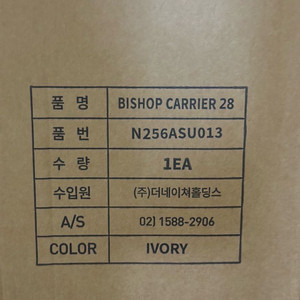 품 명 BISHOP CARRIER 28
품 번 N256ASU013
수 량 1EA
수입원 (주)더네이쳐홀딩스
A/S 02) 1588-2906
COLOR IVORY